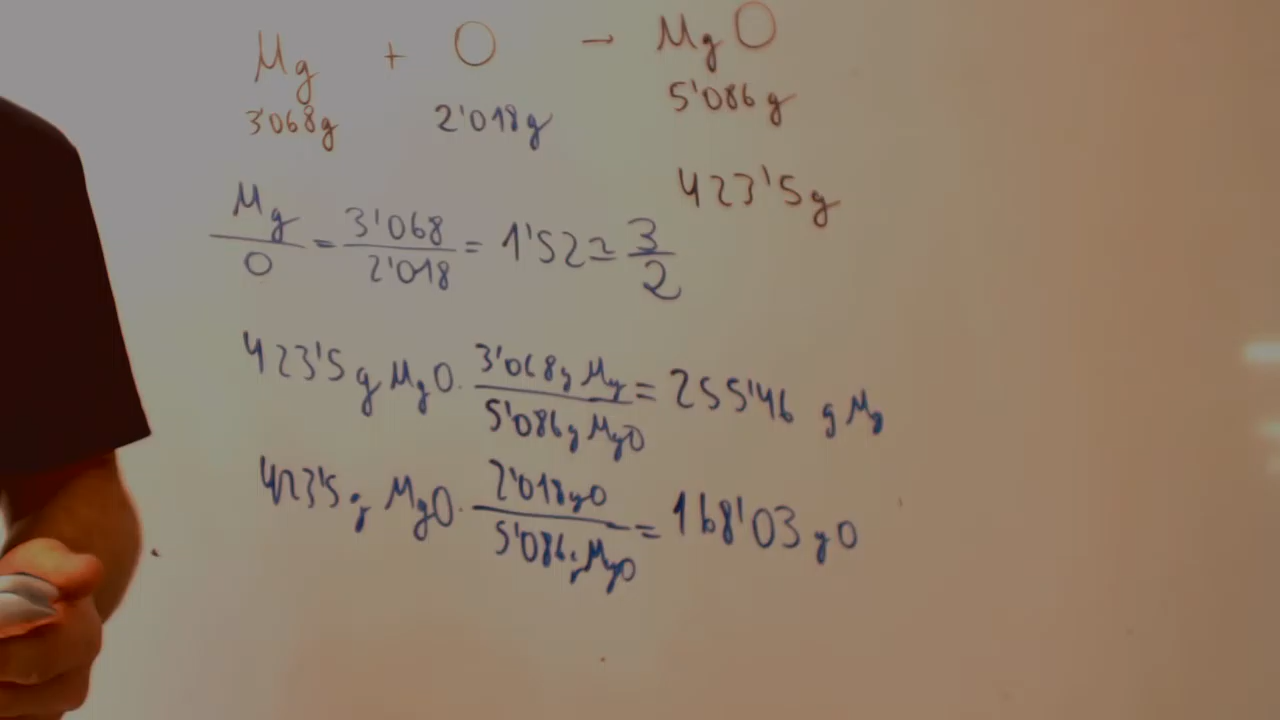 Mg + O → MgO
3'068g 2'018g 5'086g
423'5g
Mg/O = 3'068/2'018 = 1'52 ≃ 3/2
423'5 g MgO · 3'068g Mg/5'086g MgO = 255'46 g Mg
423'5 g MgO · 2'018gO/5'086g MgO = 168'03 gO